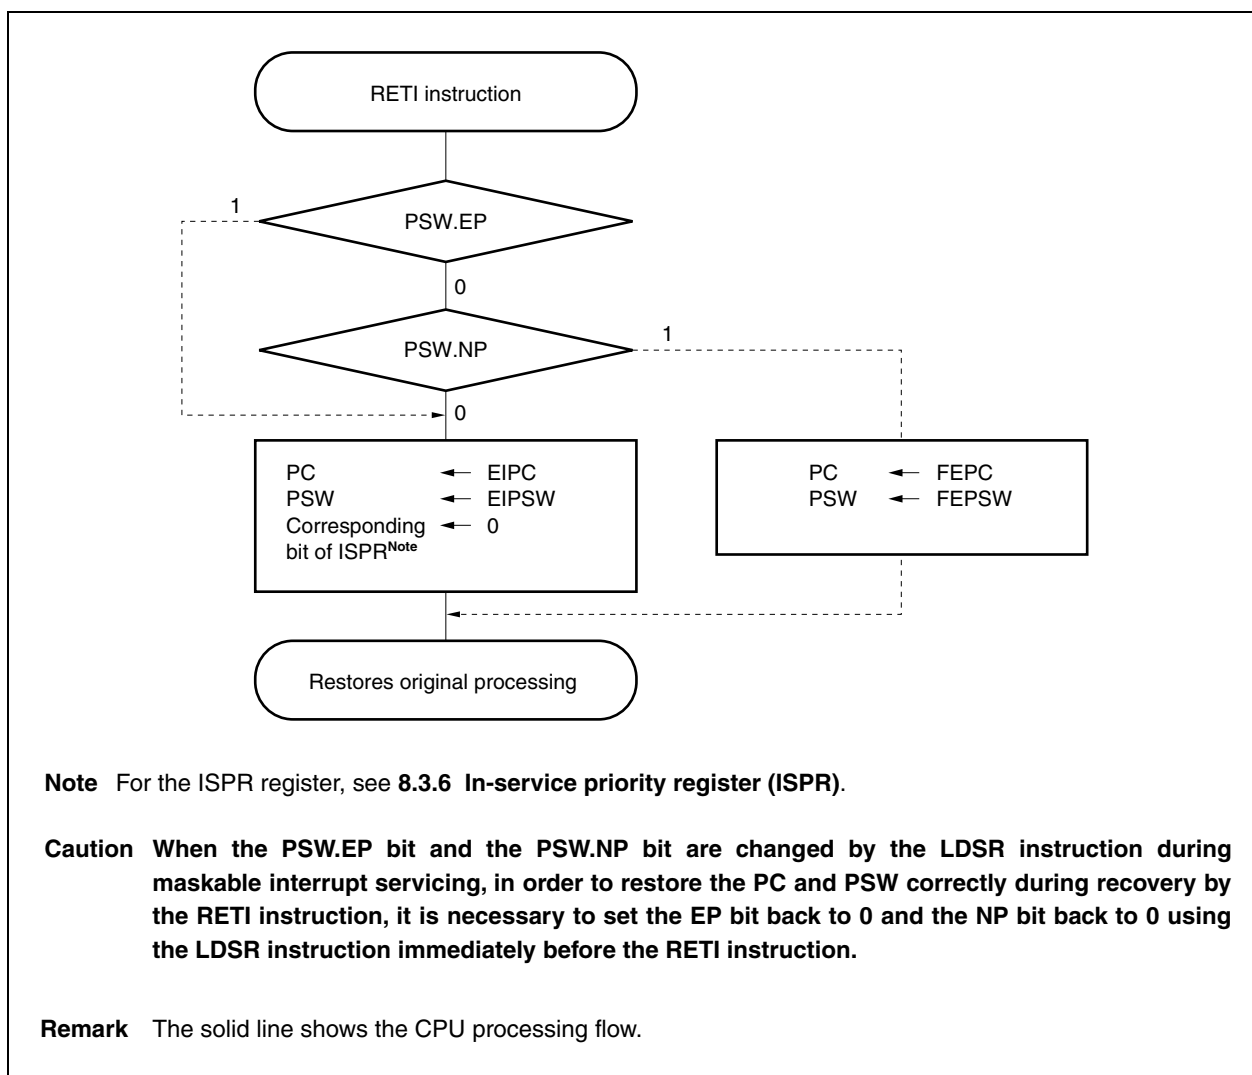 RETI instruction
1
PSW.EP
0
1
PSW.NP
0
PC ← EIPC
PSW ← EIPSW
Corresponding ← 0
bit of ISPRNote
PC ← FEPC
PSW ← FEPSW
Restores original processing
Note For the ISPR register, see 8.3.6 In-service priority register (ISPR).
Caution When the PSW.EP bit and the PSW.NP bit are changed by the LDSR instruction during
maskable interrupt servicing, in order to restore the PC and PSW correctly during recovery by
the RETI instruction, it is necessary to set the EP bit back to 0 and the NP bit back to 0 using
the LDSR instruction immediately before the RETI instruction.
Remark The solid line shows the CPU processing flow.